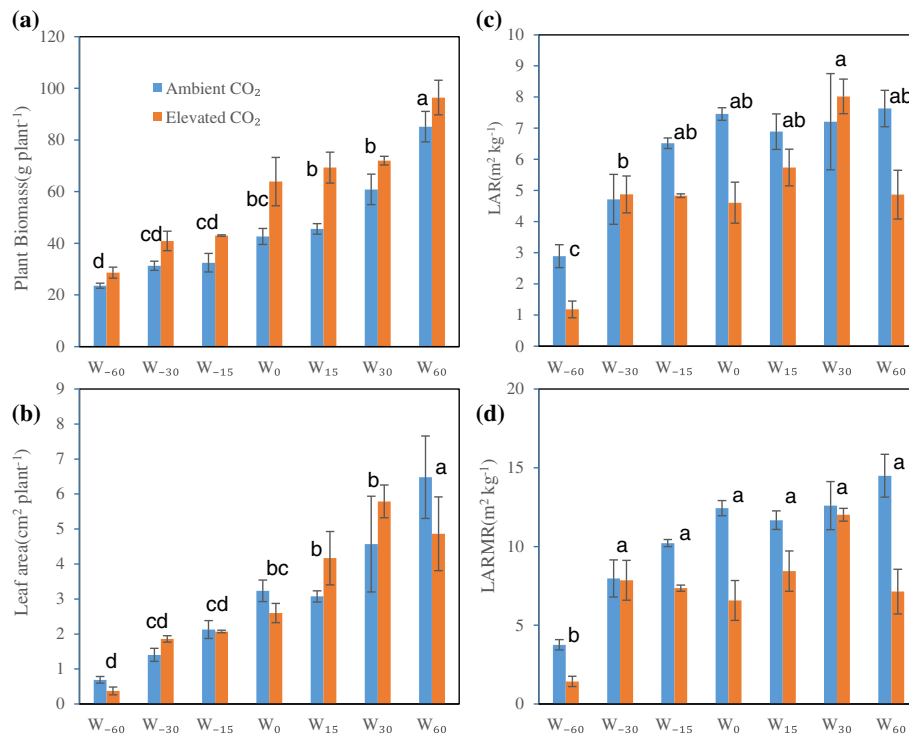 (a)
Plant Biomass(g plant⁻¹)
120
100
80
60
40
20
0
Ambient CO₂
Elevated CO₂
d cd cd bc b b a
W₋₆₀ W₋₃₀ W₋₁₅ W₀ W₁₅ W₃₀ W₆₀
(c)
LAR(m² kg⁻¹)
10
9
8
7
6
5
4
3
2
1
0
c b ab ab ab a ab
W₋₆₀ W₋₃₀ W₋₁₅ W₀ W₁₅ W₃₀ W₆₀
(b)
Leaf area(cm² plant⁻¹)
9
8
7
6
5
4
3
2
1
0
d cd cd bc b b a
W₋₆₀ W₋₃₀ W₋₁₅ W₀ W₁₅ W₃₀ W₆₀
(d)
LARMR(m² kg⁻¹)
20
15
10
5
0
b a a a a a a
W₋₆₀ W₋₃₀ W₋₁₅ W₀ W₁₅ W₃₀ W₆₀